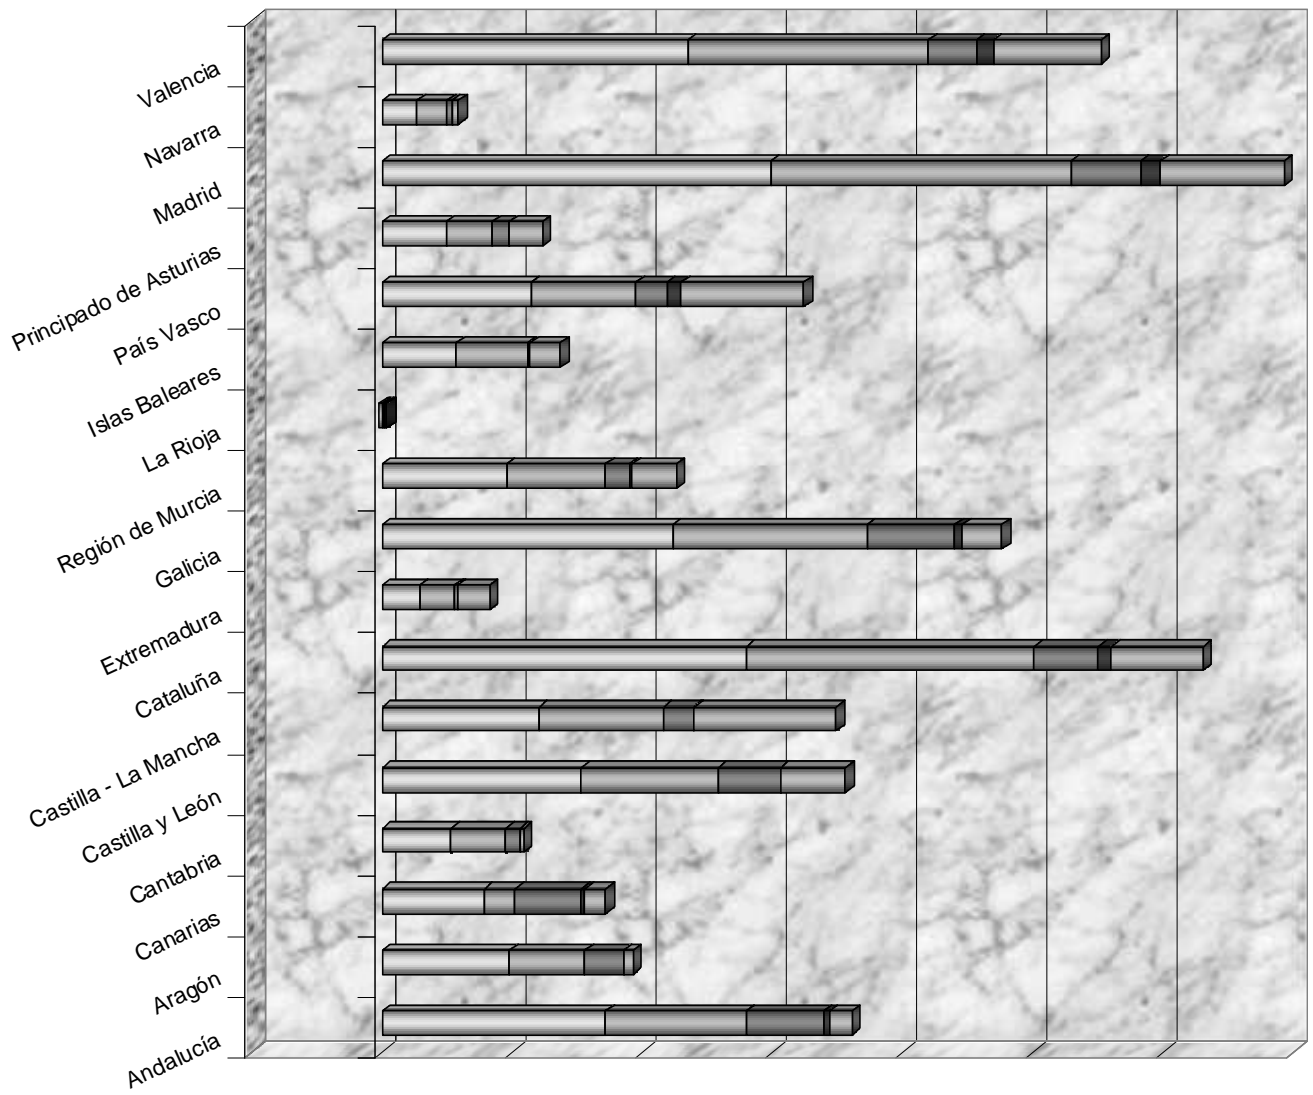 Valencia
Navarra
Madrid
Principado de Asturias
País Vasco
Islas Baleares
La Rioja
Región de Murcia
Galicia
Extremadura
Cataluña
Castilla - La Mancha
Castilla y León
Cantabria
Canarias
Aragón
Andalucía